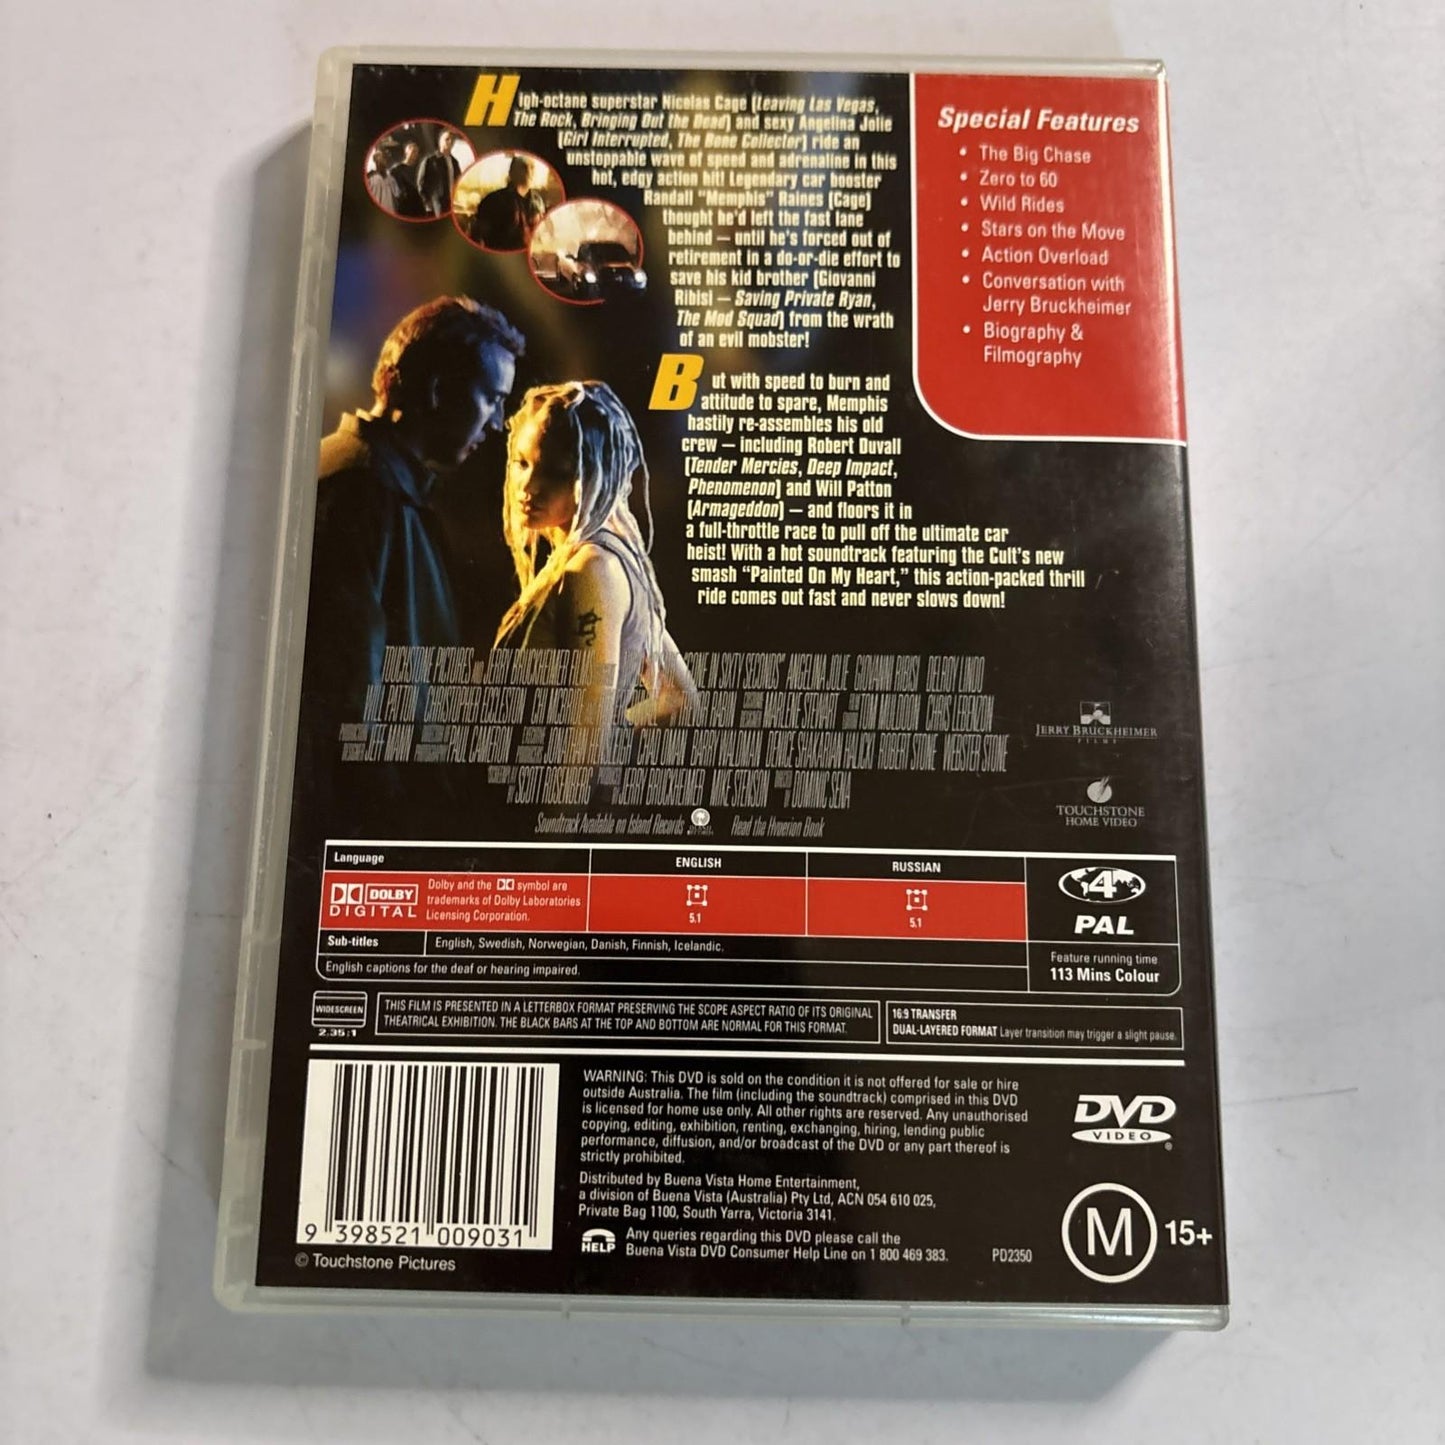 High-octane superstar Nicolas Cage (Leaving Las Vegas,
The Rock, Bringing Out the Dead) and sexy Angelina Jolie
(Girl Interrupted, The Bone Collector) ride an
unstoppable wave of speed and adrenaline in this
hot, edgy action hit! Legendary car booster
Randall "Memphis" Raines (Cage)
thought he'd left the fast lane
behind — until he's forced out of
retirement in a do-or-die effort to
save his kid brother (Giovanni
Ribisi — Saving Private Ryan,
The Mod Squad) from the wrath
of an evil mobster!
But with speed to burn and
attitude to spare, Memphis
hastily re-assembles his old
crew — including Robert Duvall
(Tender Mercies, Deep Impact,
Phenomenon) and Will Patton
(Armageddon) — and floors it in
a full-throttle race to pull off the ultimate car
heist! With a hot soundtrack featuring the Cult's new
smash "Painted On My Heart," this action-packed thrill
ride comes out fast and never slows down!
Special Features
• The Big Chase
• Zero to 60
• Wild Rides
• Stars on the Move
• Action Overload
• Conversation with
Jerry Bruckheimer
• Biography &
Filmography
TOUCHSTONE PICTURES AND JERRY BRUCKHEIMER FILMS "GONE IN SIXTY SECONDS" ANGELINA JOLIE GIOVANNI RIBISI DELROY LINDO
WILL PATTON CHRISTOPHER ECCLESTON CHI MCBRIDE TREVOR RABIN MARLENE STEWART TOM MULDOON CHRIS LEBENZON
JEFF MANN PAUL CAMERON JONATHAN HENSLEIGH CHAD OMAN BARRY WALDMAN DENICE SHAKARIAN HALICKI ROBERT STONE WEBSTER STONE
SCOTT ROSENBERG JERRY BRUCKHEIMER MIKE STENSON DOMINIC SENA
Soundtrack Available on Island Records Read the Hyperion Book
JERRY BRUCKHEIMER
FILMS
TOUCHSTONE
HOME VIDEO
Language ENGLISH RUSSIAN
DOLBY
DIGITAL
Dolby and the symbol are
trademarks of Dolby Laboratories
Licensing Corporation.
5.1 5.1
Sub-titles English, Swedish, Norwegian, Danish, Finnish, Icelandic.
English captions for the deaf or hearing impaired.
4
PAL
Feature running time
113 Mins Colour
WIDESCREEN
2.35:1
THIS FILM IS PRESENTED IN A LETTERBOX FORMAT PRESERVING THE SCOPE ASPECT RATIO OF ITS ORIGINAL
THEATRICAL EXHIBITION. THE BLACK BARS AT THE TOP AND BOTTOM ARE NORMAL FOR THIS FORMAT.
16:9 TRANSFER
DUAL-LAYERED FORMAT Layer transition may trigger a slight pause.
9 398521 009031
© Touchstone Pictures
WARNING: This DVD is sold on the condition it is not offered for sale or hire
outside Australia. The film (including the soundtrack) comprised in this DVD
is licensed for home use only. All other rights are reserved. Any unauthorised
copying, editing, exhibition, renting, exchanging, hiring, lending public
performance, diffusion, and/or broadcast of the DVD or any part thereof is
strictly prohibited.
Distributed by Buena Vista Home Entertainment,
a division of Buena Vista (Australia) Pty Ltd, ACN 054 610 025,
Private Bag 1100, South Yarra, Victoria 3141.
HELP
Any queries regarding this DVD please call the
Buena Vista DVD Consumer Help Line on 1 800 469 383.
PD2350
DVD
VIDEO
M 15+